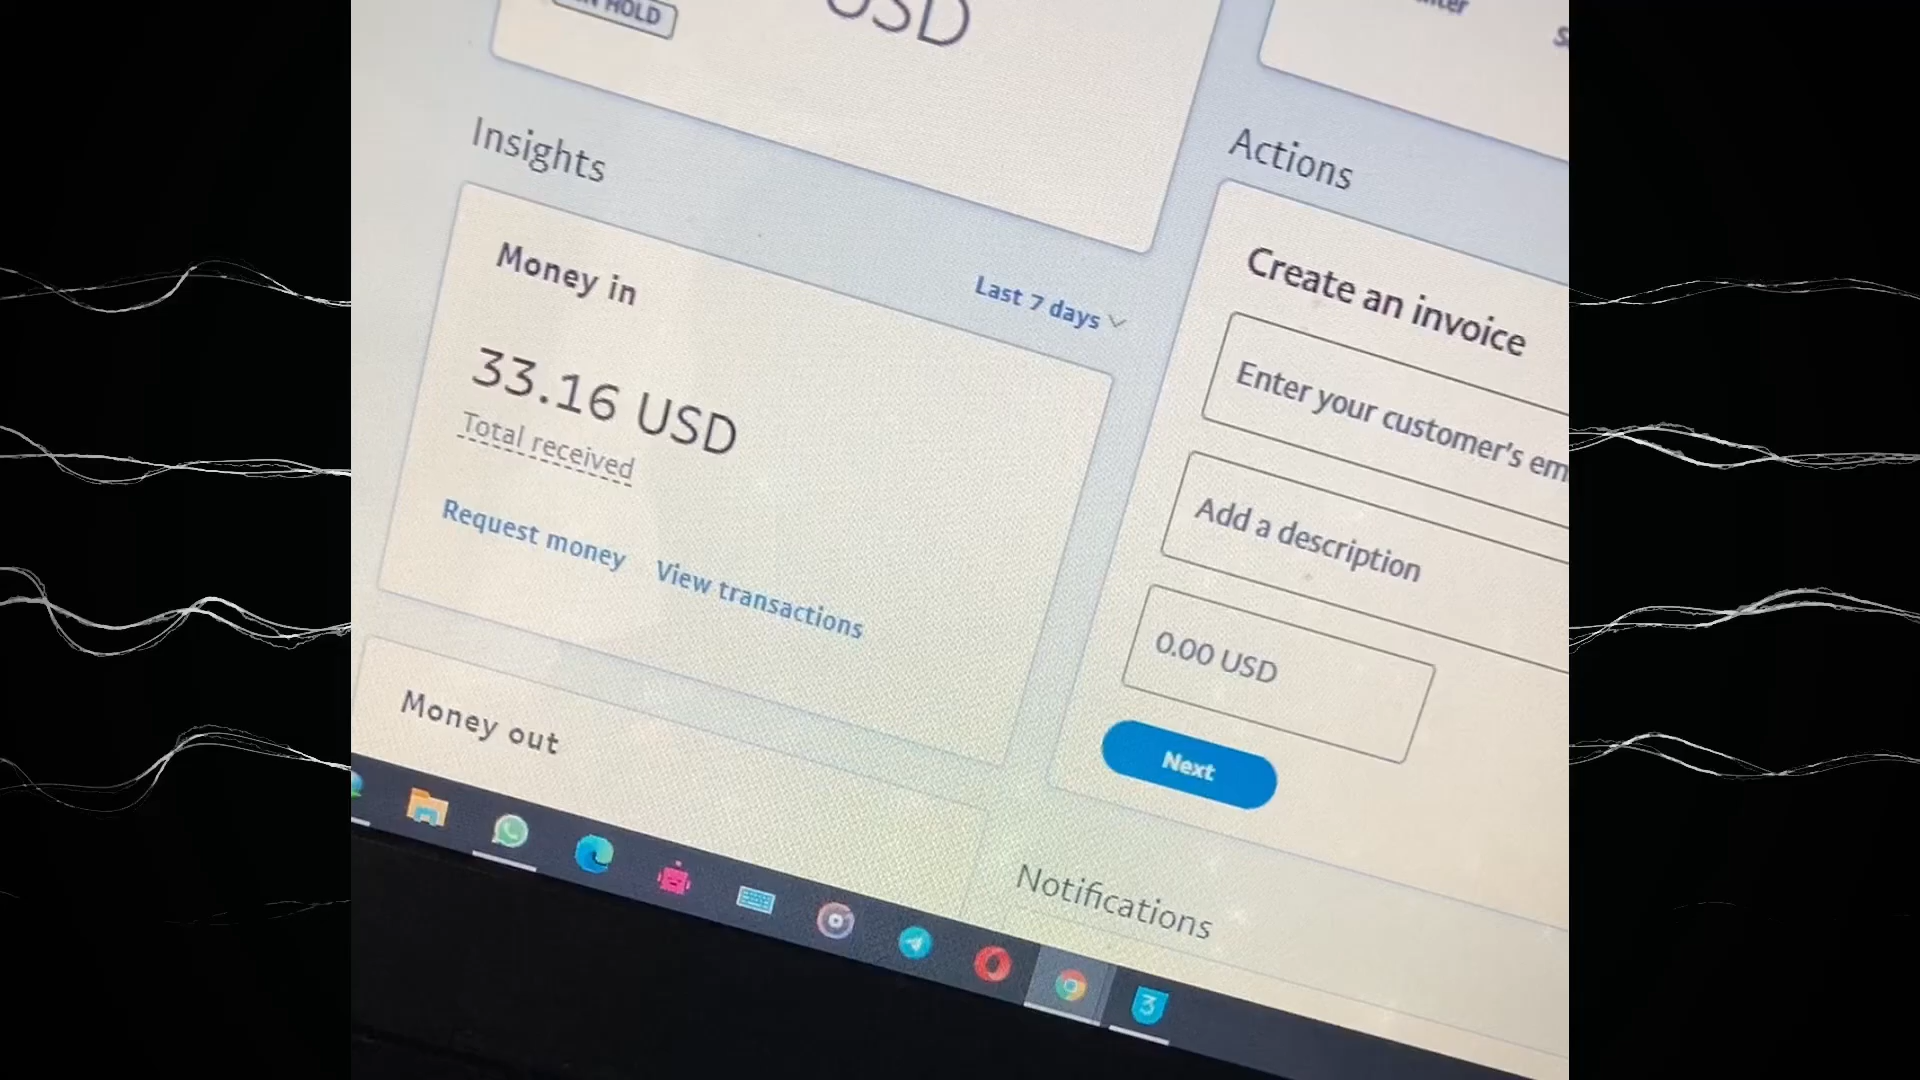 HOLD
USD
Insights
Actions
Money in
Last 7 days
Create an invoice
33.16 USD
Total received
Enter your customer's em
Request money
View transactions
Add a description
0.00 USD
Next
Money out
Notifications